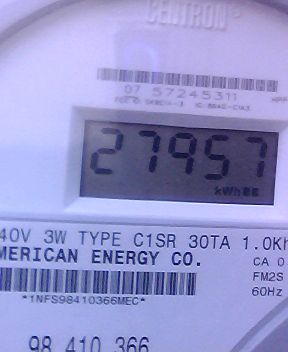 CENTRON®
07 57245311
27957
kWh
40V 3W TYPE C1SR 30TA 1.0Kh
MERICAN ENERGY CO.
CA 0
FM2S
*1NFS98410366MEC*
60Hz
98 410 366